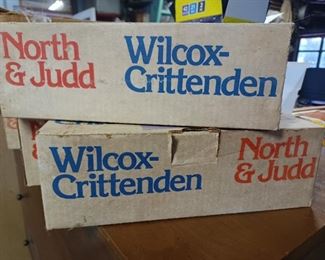 North
& Judd
Wilcox-
Crittenden
Wilcox-
Crittenden
North
& Judd